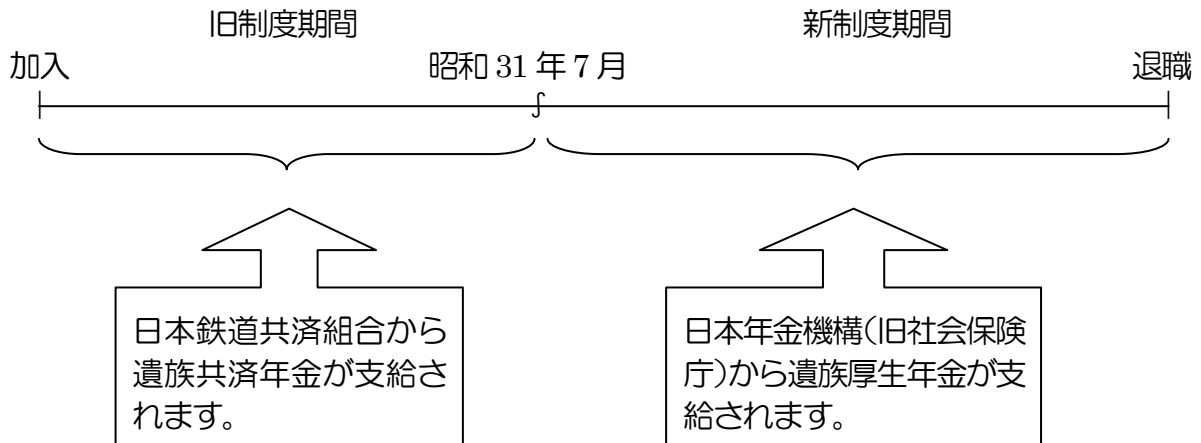 旧制度期間 新制度期間
加入 昭和 31 年 7 月 退職
日本鉄道共済組合から
遺族共済年金が支給さ
れます。
日本年金機構(旧社会保険
庁)から遺族厚生年金が支
給されます。